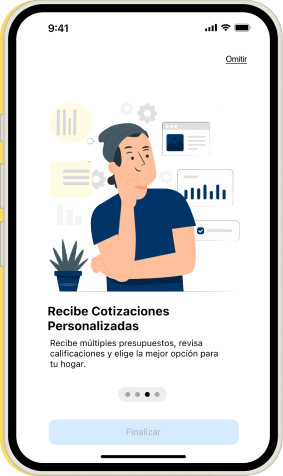 9:41
Omitir
Recibe Cotizaciones
Personalizadas
Recibe múltiples presupuestos, revisa
calificaciones y elige la mejor opción para
tu hogar.
Finalizar